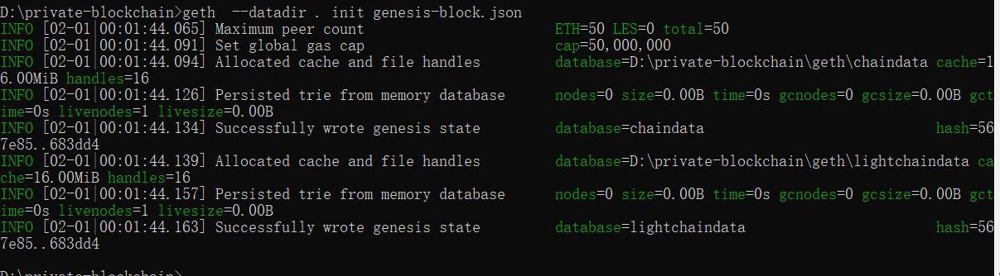 D:\private-blockchain>geth  --datadir . init genesis-block.json
INFO [02-01|00:01:44.065] Maximum peer count                       ETH=50 LES=0 total=50
INFO [02-01|00:01:44.091] Set global gas cap                       cap=50,000,000
INFO [02-01|00:01:44.094] Allocated cache and file handles         database=D:\private-blockchain\geth\chaindata cache=1
6.00MiB handles=16
INFO [02-01|00:01:44.126] Persisted trie from memory database      nodes=0 size=0.00B time=0s gcnodes=0 gcsize=0.00B gct
ime=0s livenodes=1 livesize=0.00B
INFO [02-01|00:01:44.134] Successfully wrote genesis state         database=chaindata                            hash=56
7e85..683dd4
INFO [02-01|00:01:44.139] Allocated cache and file handles         database=D:\private-blockchain\geth\lightchaindata ca
che=16.00MiB handles=16
INFO [02-01|00:01:44.157] Persisted trie from memory database      nodes=0 size=0.00B time=0s gcnodes=0 gcsize=0.00B gct
ime=0s livenodes=1 livesize=0.00B
INFO [02-01|00:01:44.163] Successfully wrote genesis state         database=lightchaindata                       hash=56
7e85..683dd4
D:\private-blockchain>